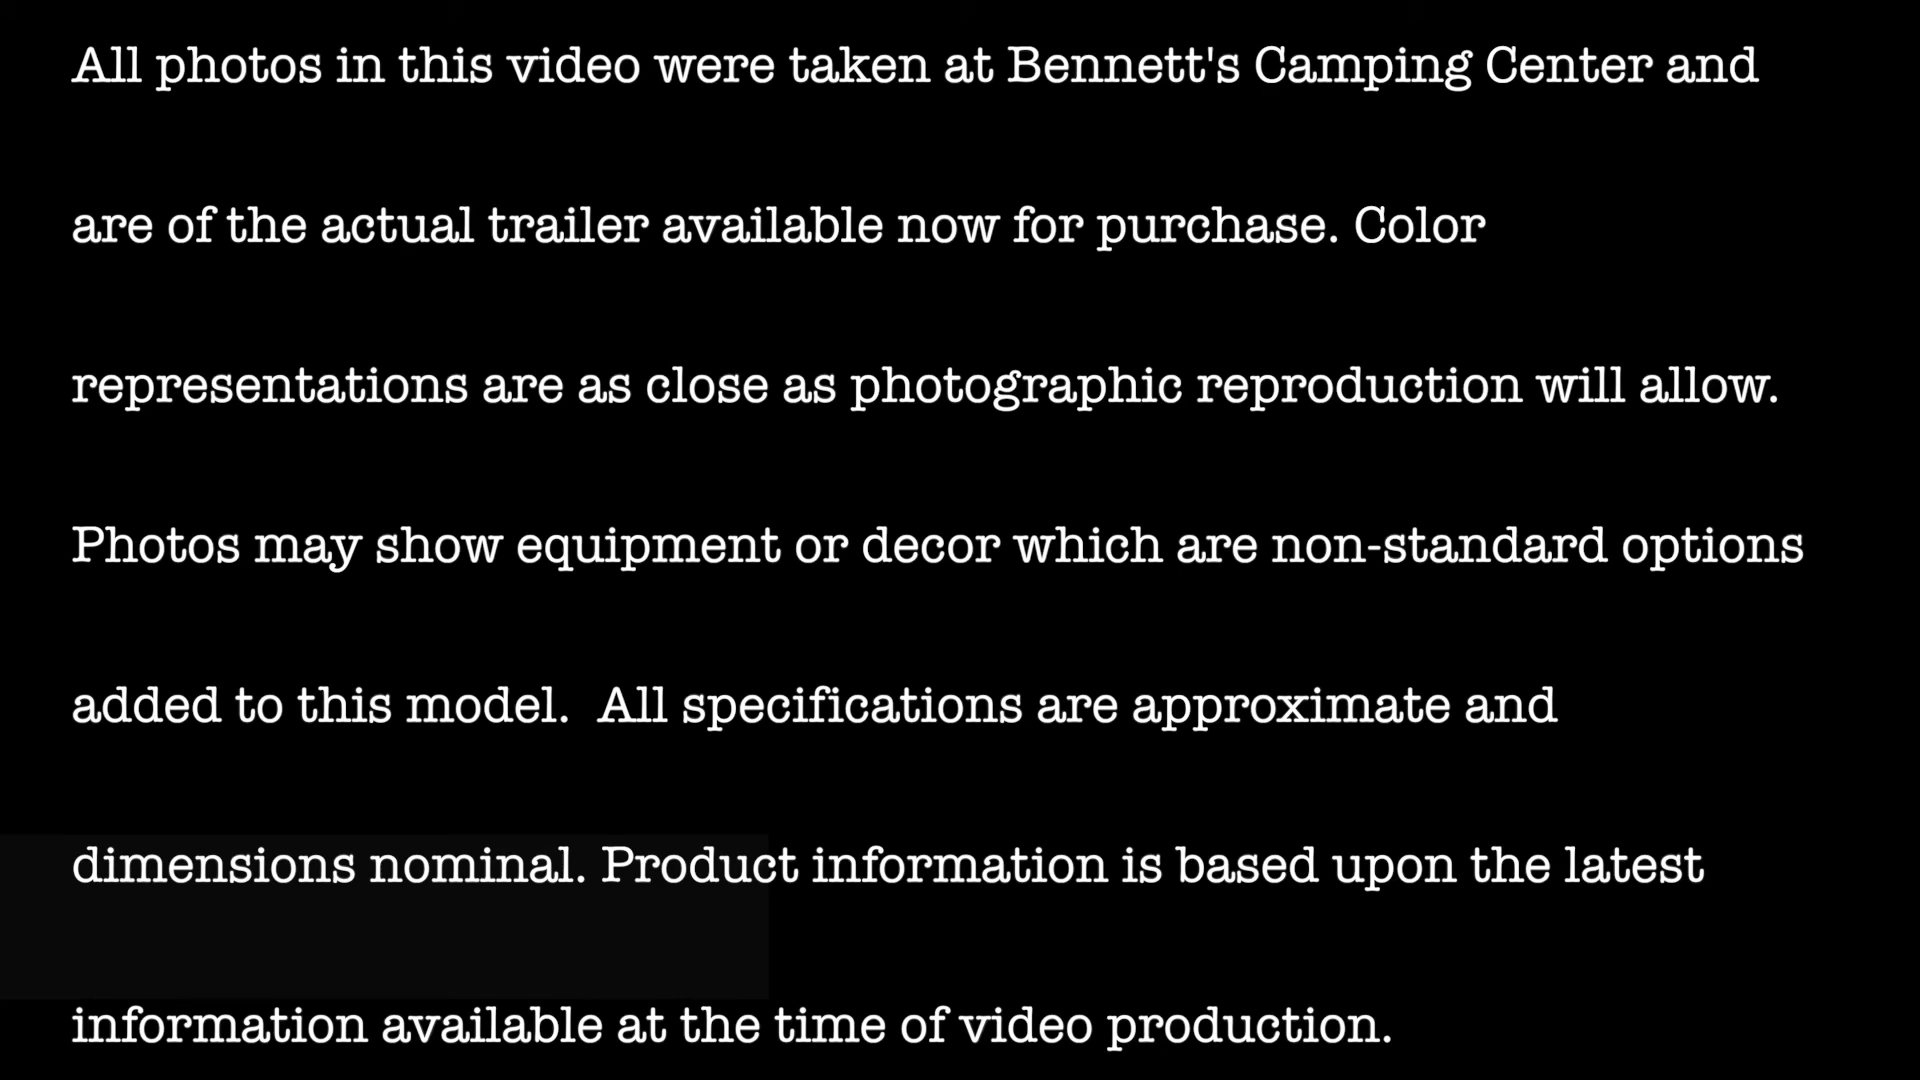 All photos in this video were taken at Bennett's Camping Center and
are of the actual trailer available now for purchase. Color
representations are as close as photographic reproduction will allow.
Photos may show equipment or decor which are non-standard options
added to this model.  All specifications are approximate and
dimensions nominal. Product information is based upon the latest
information available at the time of video production.